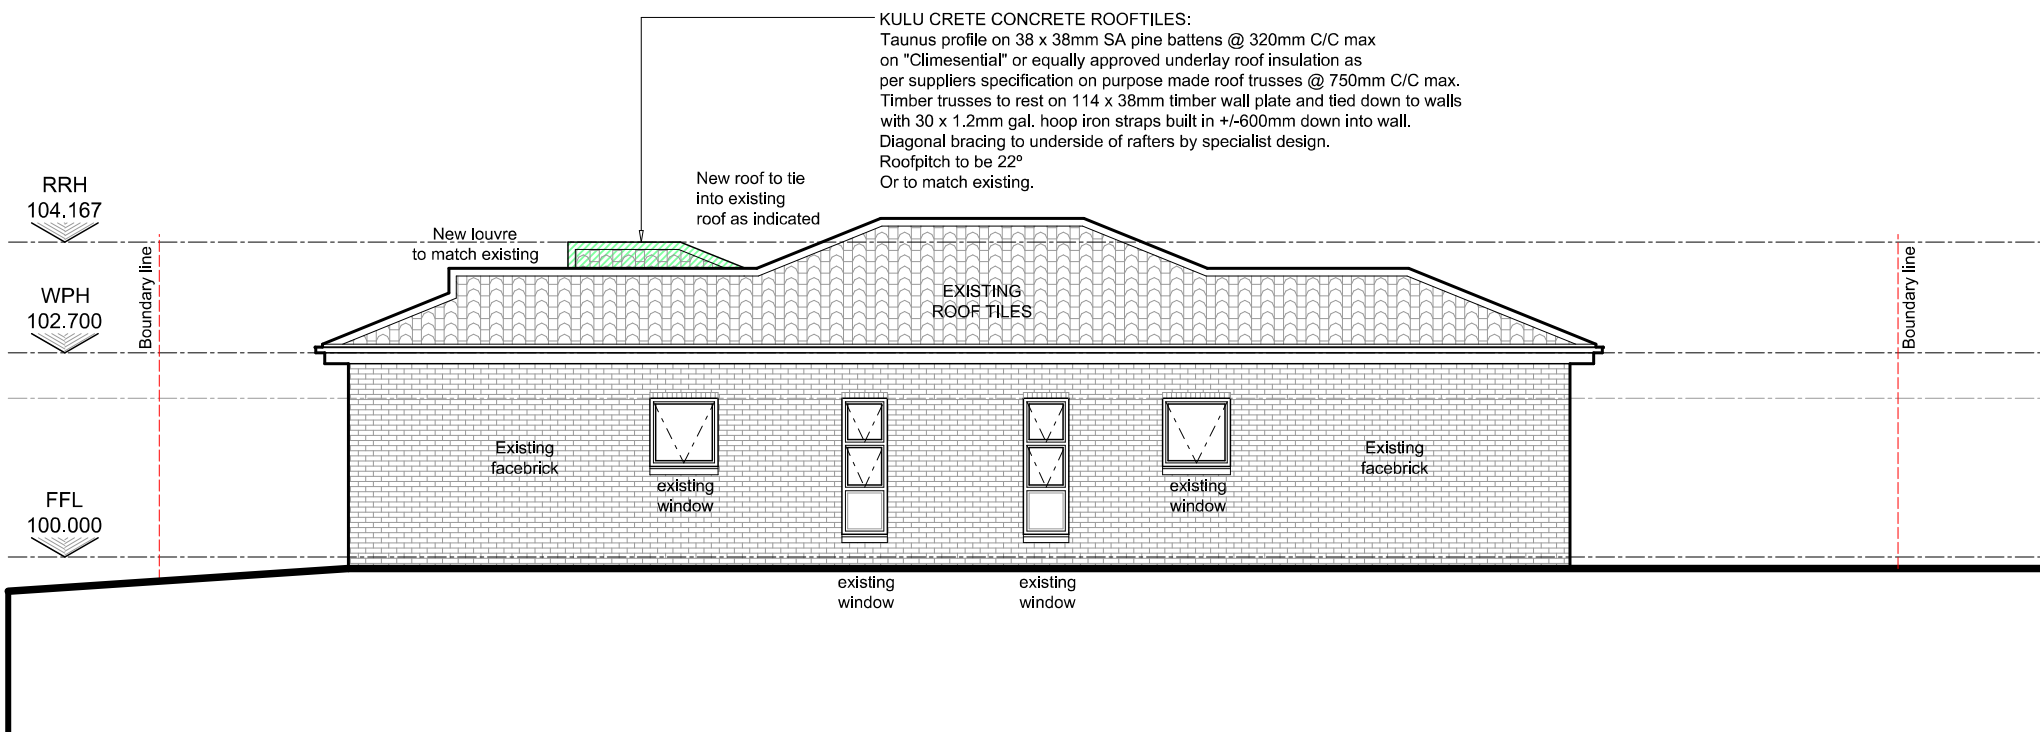 KULU CRETE CONCRETE ROOFTILES:
Taunus profile on 38 x 38mm SA pine battens @ 320mm C/C max
on "Climesential" or equally approved underlay roof insulation as
per suppliers specification on purpose made roof trusses @ 750mm C/C max.
Timber trusses to rest on 114 x 38mm timber wall plate and tied down to walls
with 30 x 1.2mm gal. hoop iron straps built in +/-600mm down into wall.
Diagonal bracing to underside of rafters by specialist design.
Roofpitch to be 22º
Or to match existing.
New roof to tie
into existing
roof as indicated
New louvre
to match existing
RRH
104.167
WPH
102.700
FFL
100.000
Boundary line
Boundary line
EXISTING
ROOF TILES
Existing
facebrick
existing
window
existing
window
Existing
facebrick
existing
window
existing
window